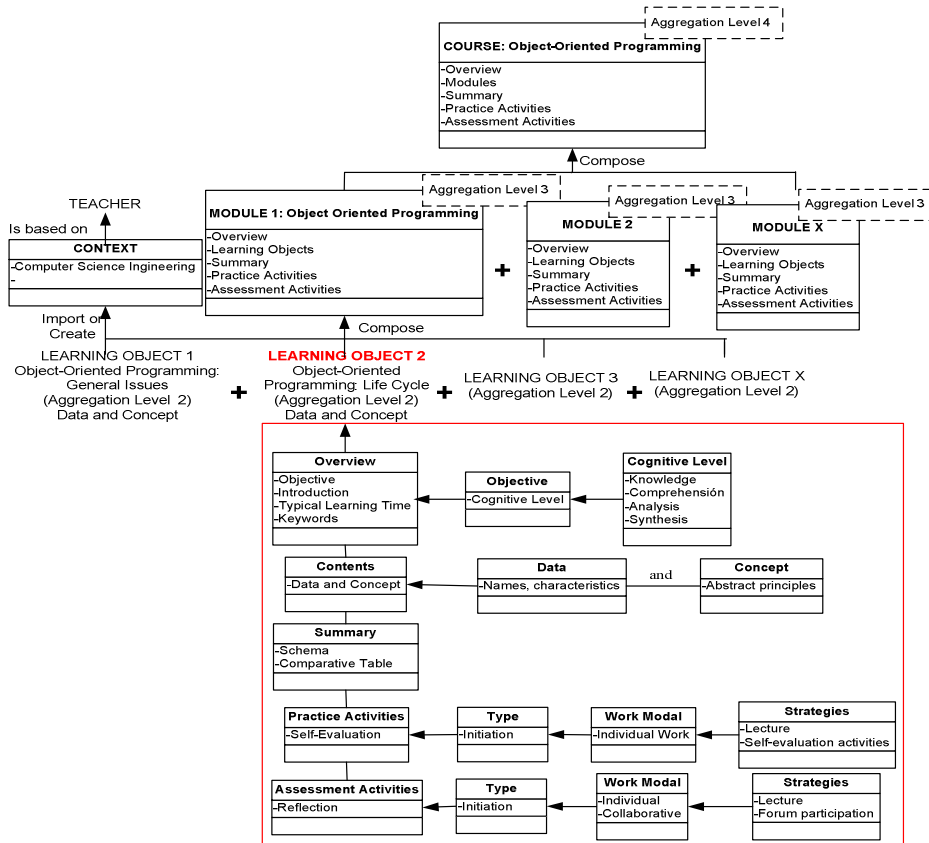 Aggregation Level 4
COURSE: Object-Oriented Programming
-Overview
-Modules
-Summary
-Practice Activities
-Assessment Activities
Compose
Aggregation Level 3
MODULE 1: Object Oriented Programming
-Overview
-Learning Objects
-Summary
-Practice Activities
-Assessment Activities
Aggregation Level 3
MODULE 2
-Overview
-Learning Objects
-Summary
-Practice Activities
-Assessment Activities
Aggregation Level 3
MODULE X
-Overview
-Learning Objects
-Summary
-Practice Activities
-Assessment Activities
+
+
TEACHER
Is based on
CONTEXT
-Computer Science Ingineering
-
Import or
Create
Compose
LEARNING OBJECT 1
Object-Oriented Programming:
General Issues
(Aggregation Level 2)
Data and Concept
+
LEARNING OBJECT 2
Object-Oriented
Programming: Life Cycle
(Aggregation Level 2)
Data and Concept
+
LEARNING OBJECT 3
(Aggregation Level 2)
+
LEARNING OBJECT X
(Aggregation Level 2)
Overview
-Objective
-Introduction
-Typical Learning Time
-Keywords
Objective
-Cognitive Level
Cognitive Level
-Knowledge
-Comprehensión
-Analysis
-Synthesis
Contents
-Data and Concept
Data
-Names, characteristics
and
Concept
-Abstract principles
Summary
-Schema
-Comparative Table
Practice Activities
-Self-Evaluation
Type
-Initiation
Work Modal
-Individual Work
Strategies
-Lecture
-Self-evaluation activities
Assessment Activities
-Reflection
Type
-Initiation
Work Modal
-Individual
-Collaborative
Strategies
-Lecture
-Forum participation